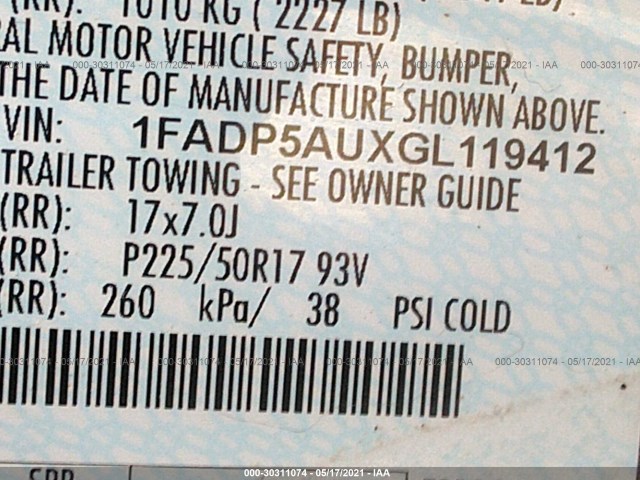 (RR): 1010 KG ( 2227 LB)
AL MOTOR VEHICLE SAFETY, BUMPER,
THE DATE OF MANUFACTURE SHOWN ABOVE.
VIN: 1FADP5AUXGL119412
TRAILER TOWING - SEE OWNER GUIDE
(RR): 17x7.0J
(RR): P225/50R17 93V
(RR): 260 kPa/ 38 PSI COLD
000-30311074 - 05/17/2021 - IAA